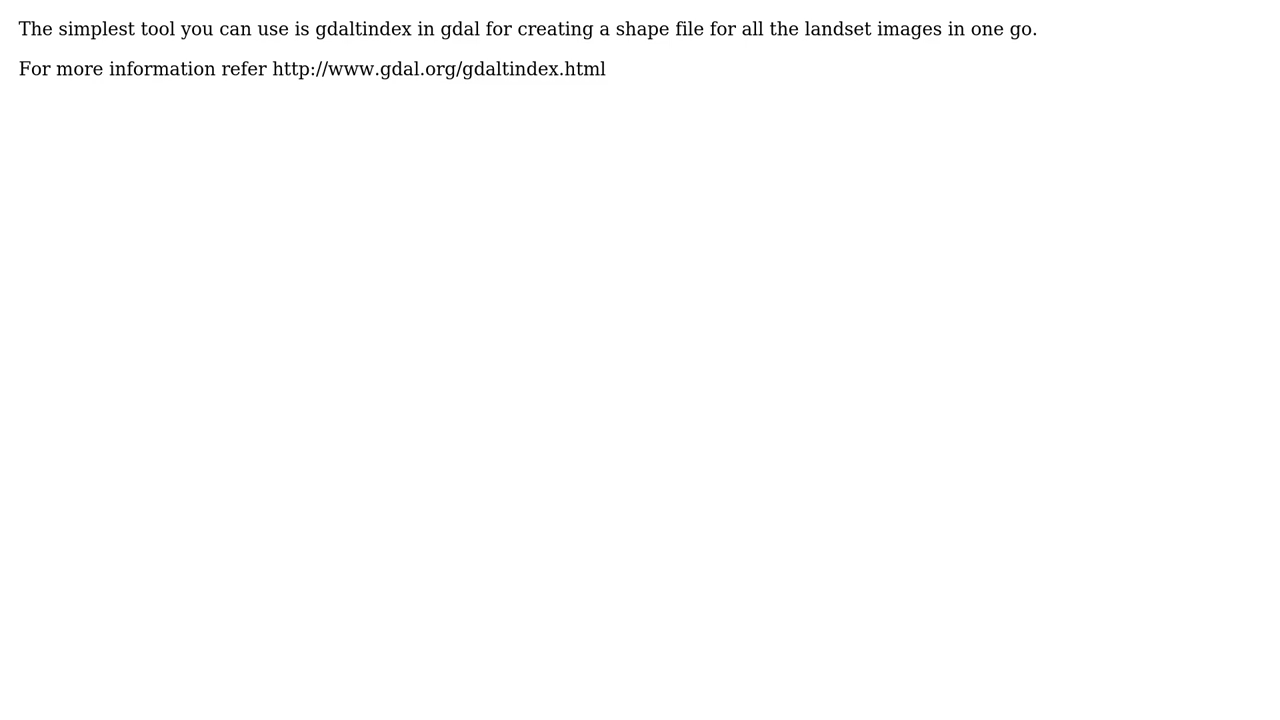 The simplest tool you can use is gdaltindex in gdal for creating a shape file for all the landset images in one go.
For more information refer http://www.gdal.org/gdaltindex.html